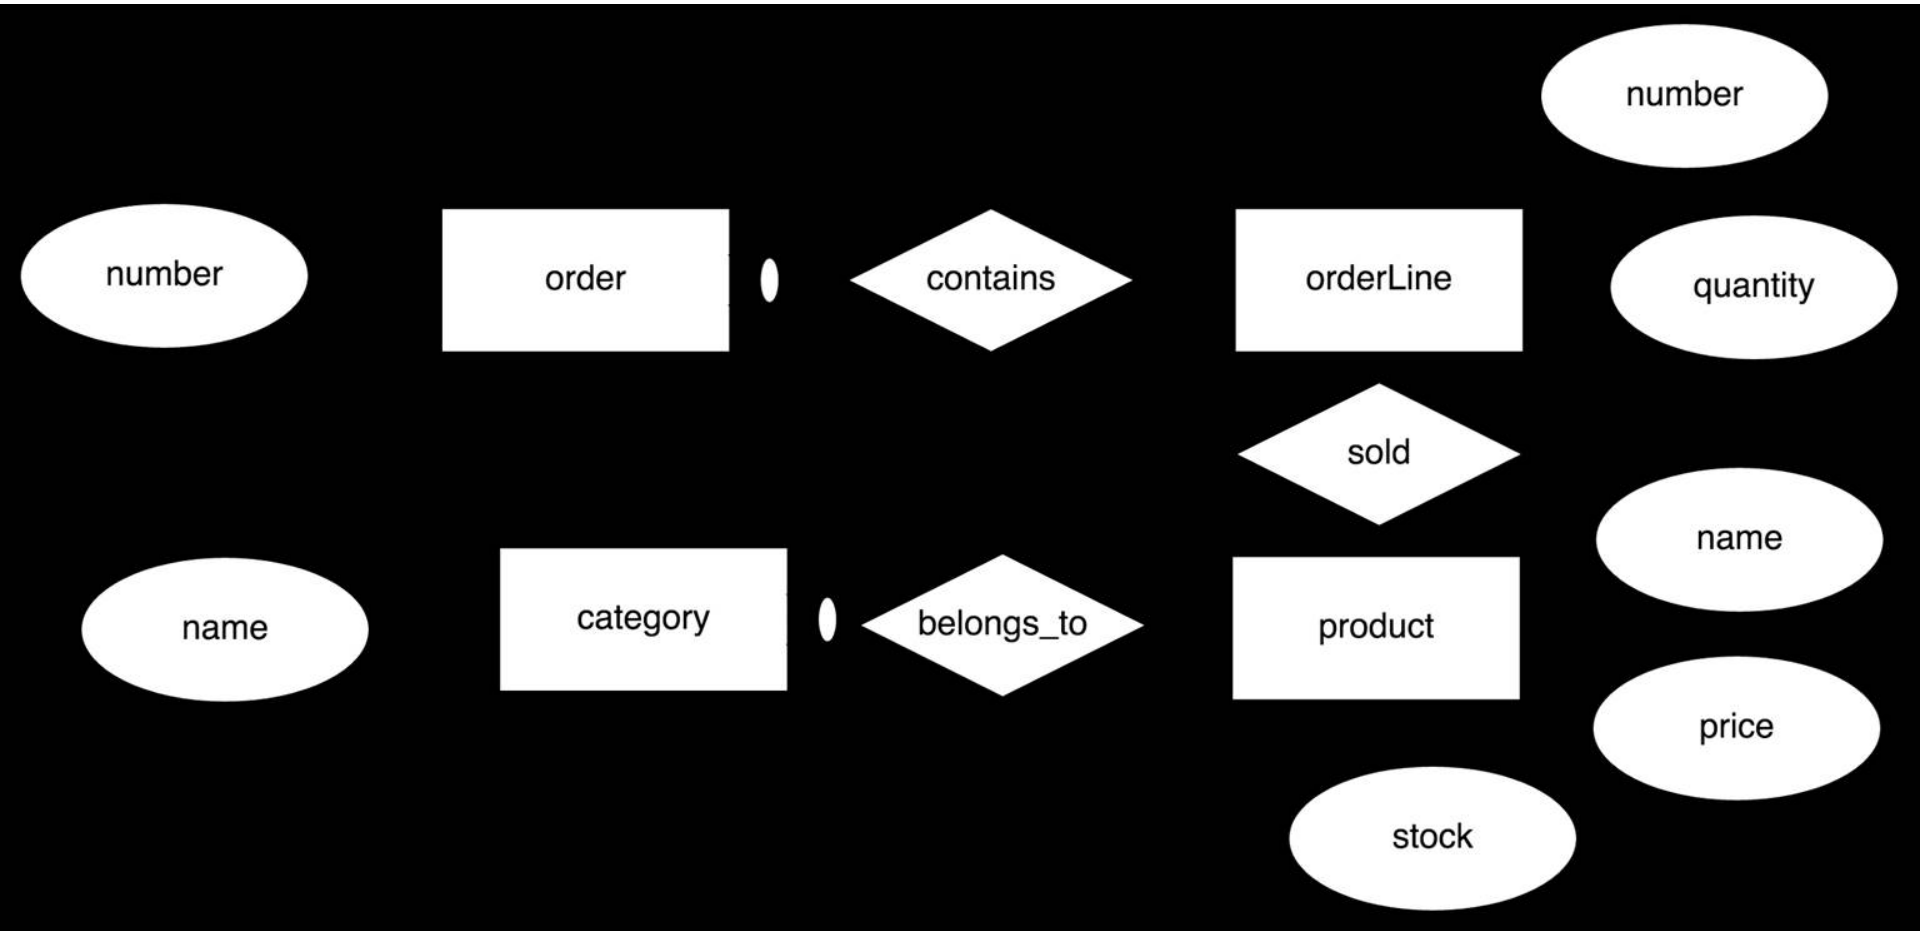 number
number
order
contains
orderLine
quantity
sold
name
name
category
belongs_to
product
price
stock